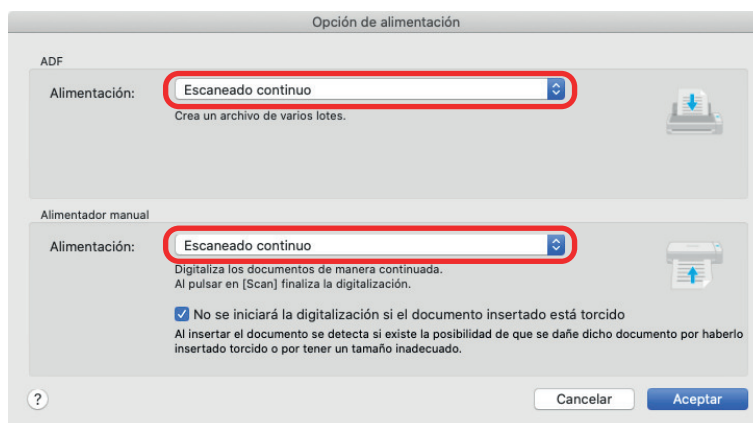 Opción de alimentación
ADF
Alimentación:
Escaneado continuo
Crea un archivo de varios lotes.
Alimentador manual
Alimentación:
Escaneado continuo
Digitaliza los documentos de manera continuada.
Al pulsar en [Scan] finaliza la digitalización.
No se iniciará la digitalización si el documento insertado está torcido
Al insertar el documento se detecta si existe la posibilidad de que se dañe dicho documento por haberlo
insertado torcido o por tener un tamaño inadecuado.
?
Cancelar
Aceptar